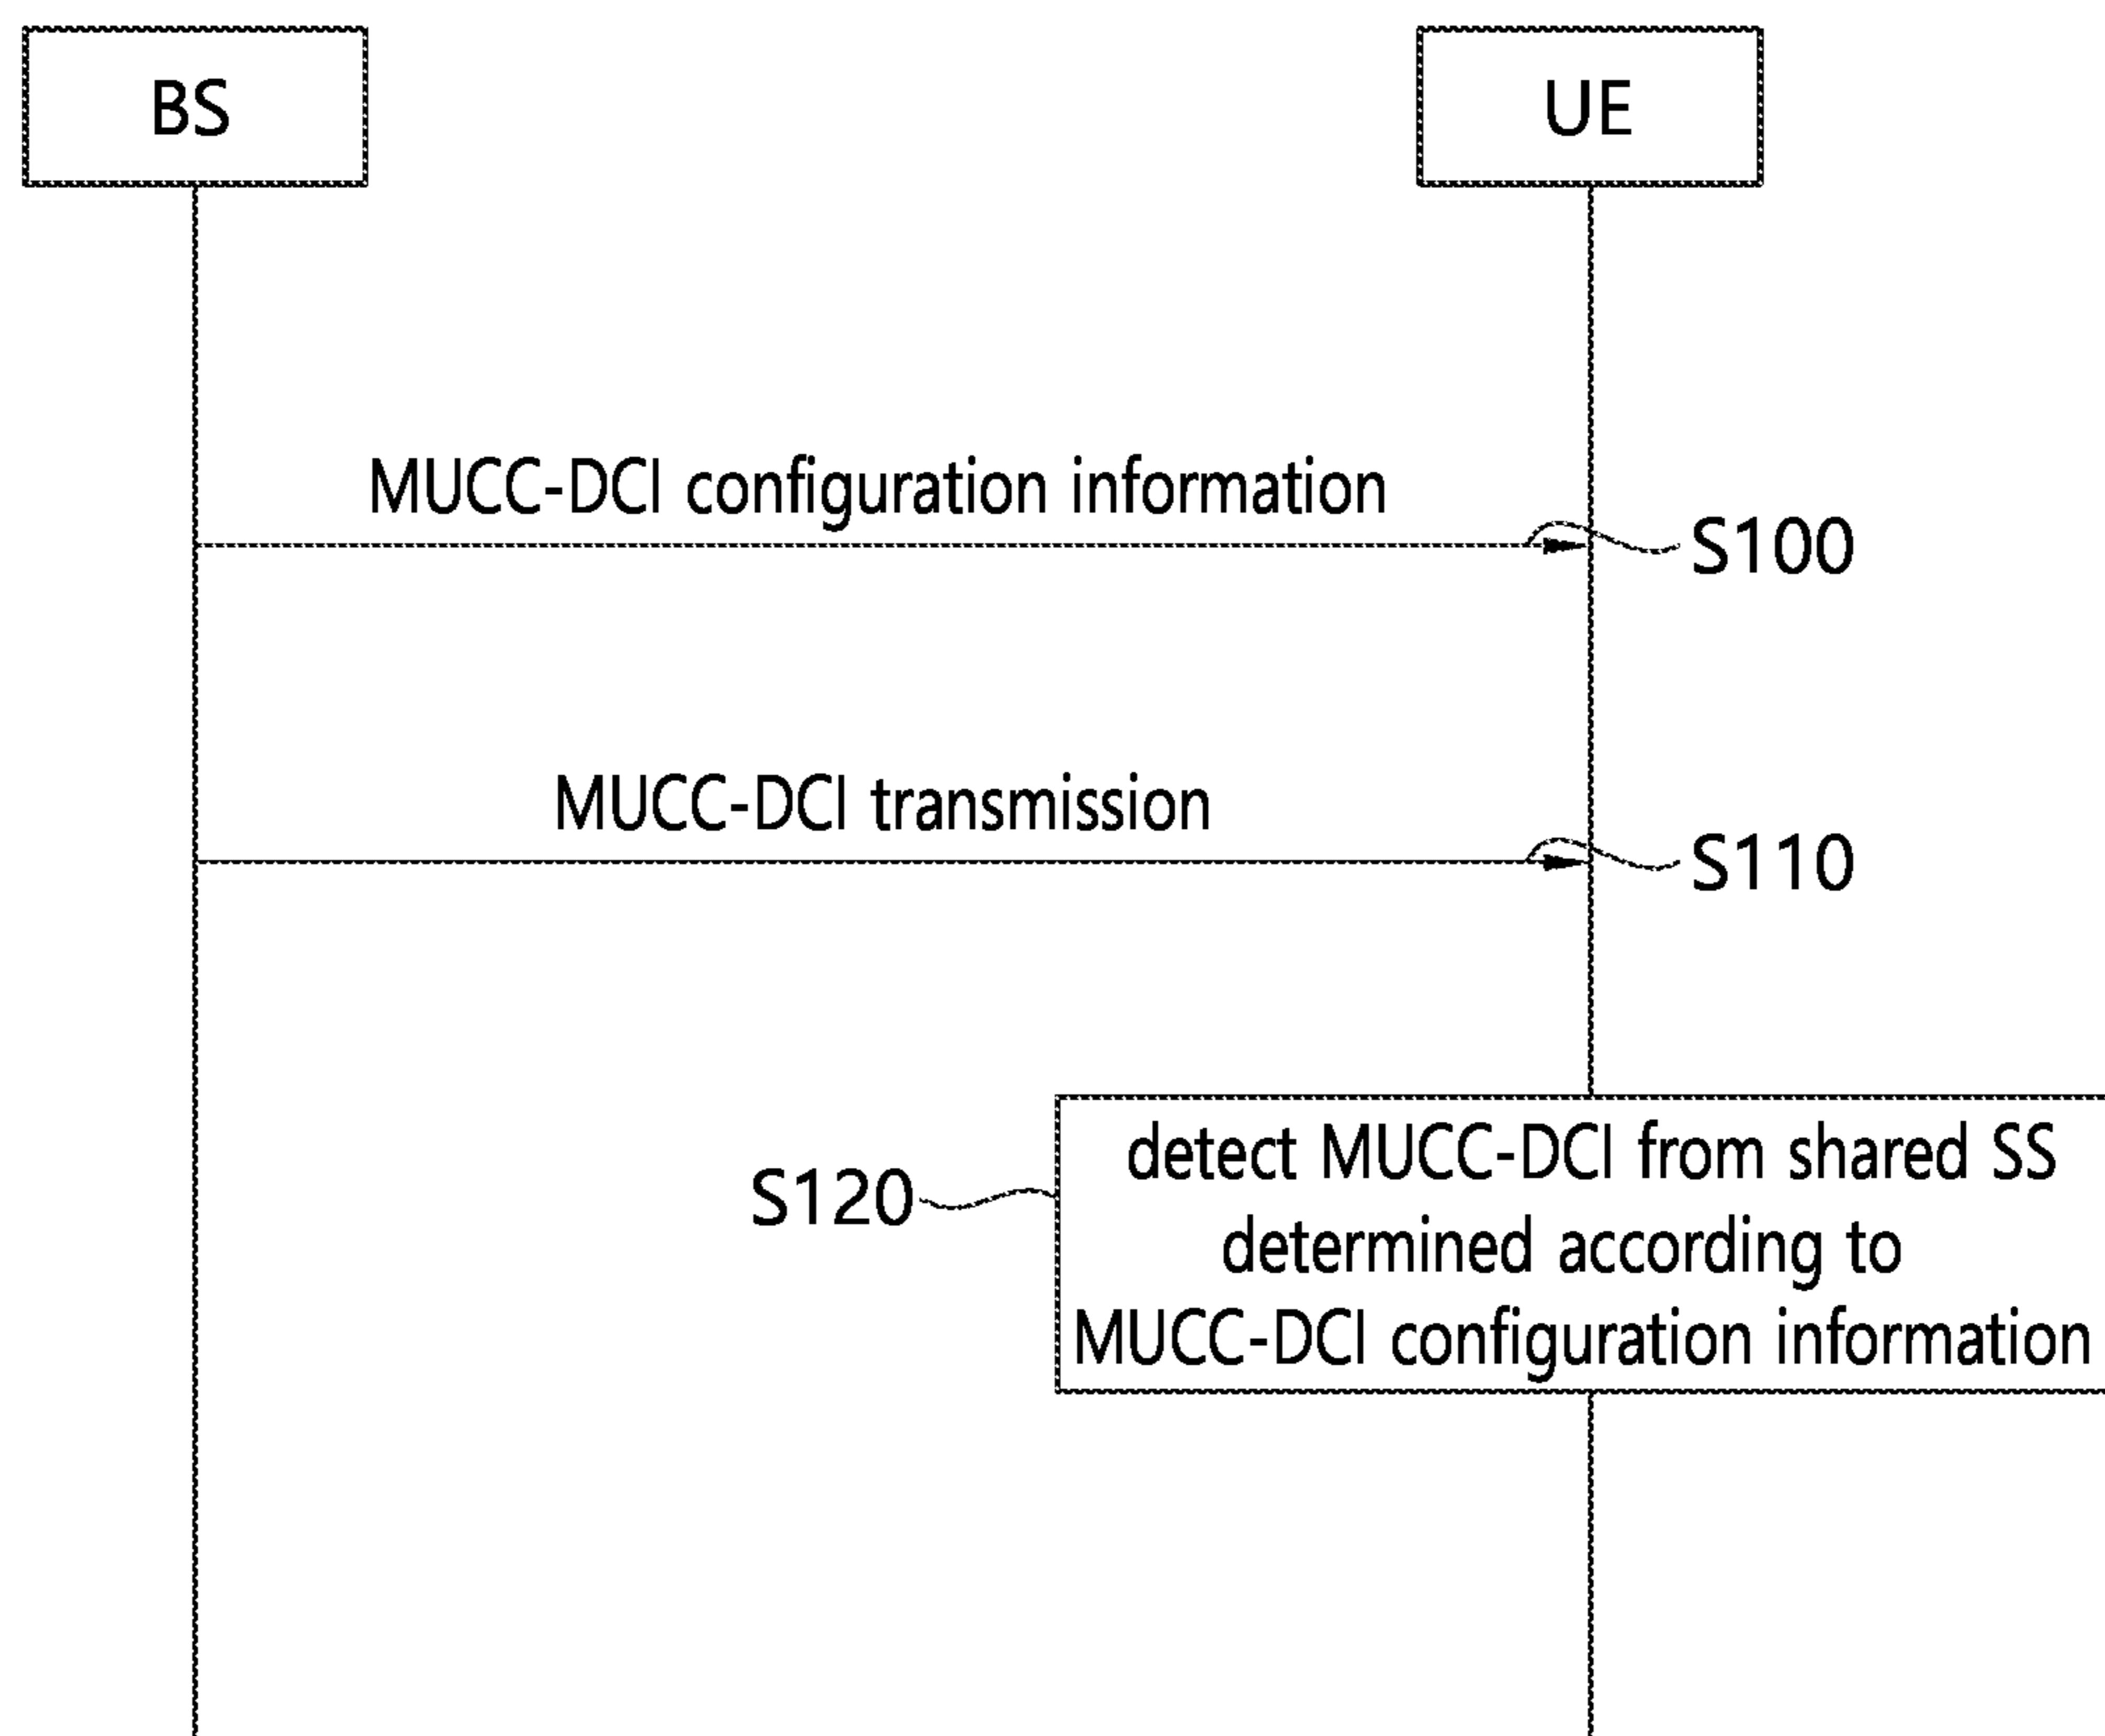 BS
UE
MUCC-DCI configuration information
S100
MUCC-DCI transmission
S110
S120
detect MUCC-DCI from shared SS
determined according to
MUCC-DCI configuration information